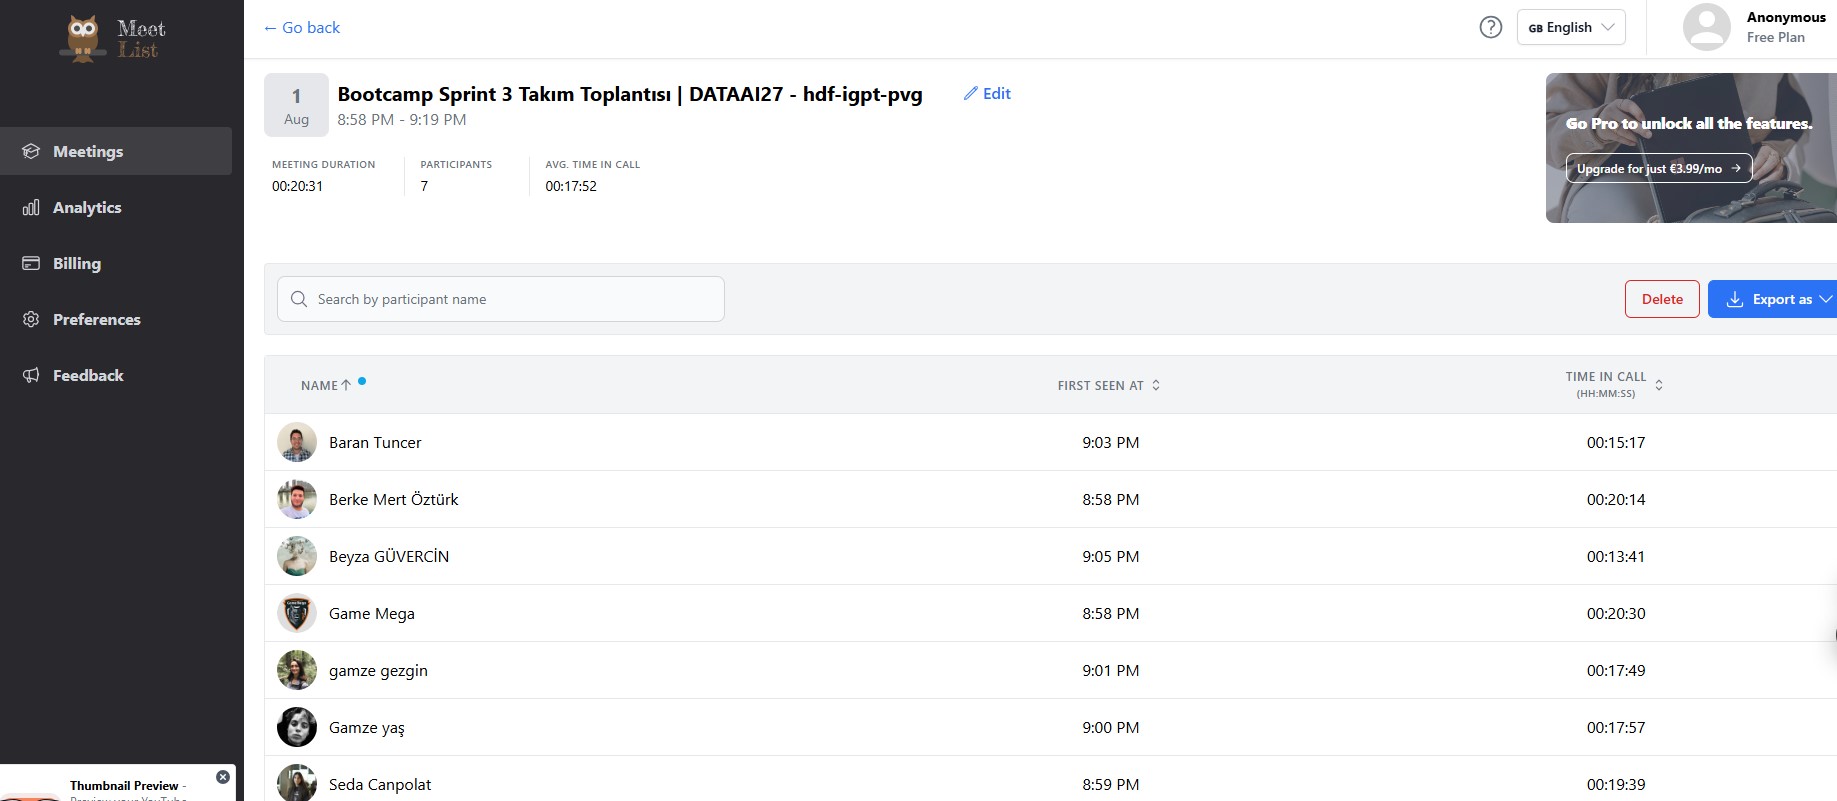 Meet
List
← Go back
GB English
Anonymous
Free Plan
1
Aug
Bootcamp Sprint 3 Takım Toplantısı | DATAAI27 - hdf-igpt-pvg
Edit
8:58 PM - 9:19 PM
MEETING DURATION
00:20:31
PARTICIPANTS
7
AVG. TIME IN CALL
00:17:52
Go Pro to unlock all the features.
Upgrade for just €3.99/mo →
Meetings
Analytics
Billing
Preferences
Feedback
Search by participant name
Delete
Export as
NAME
FIRST SEEN AT
TIME IN CALL
(HH:MM:SS)
Baran Tuncer 9:03 PM 00:15:17
Berke Mert Öztürk 8:58 PM 00:20:14
Beyza GÜVERCİN 9:05 PM 00:13:41
Game Mega 8:58 PM 00:20:30
gamze gezgin 9:01 PM 00:17:49
Gamze yaş 9:00 PM 00:17:57
Seda Canpolat 8:59 PM 00:19:39
Thumbnail Preview -
Preview your YouTube